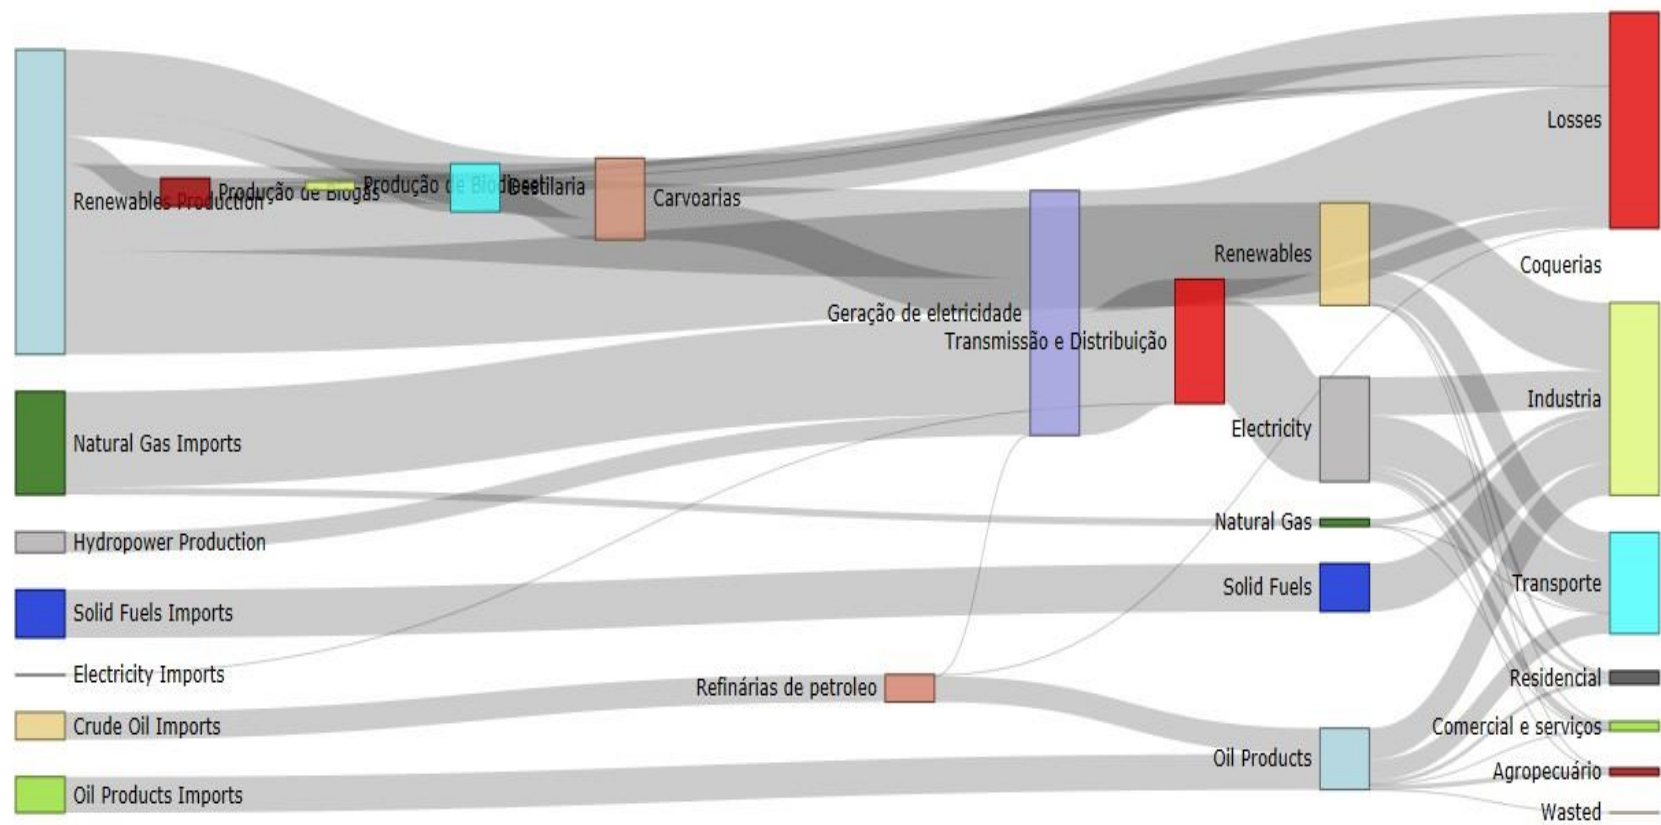 Renewables Production
Produção de Biogás
Produção de Biodiesel
Destilaria
Carvoarias
Natural Gas Imports
Hydropower Production
Solid Fuels Imports
Electricity Imports
Crude Oil Imports
Oil Products Imports
Refinárias de petroleo
Geração de eletricidade
Transmissão e Distribuição
Renewables
Electricity
Natural Gas
Solid Fuels
Oil Products
Losses
Coquerias
Industria
Transporte
Residencial
Comercial e serviços
Agropecuário
Wasted